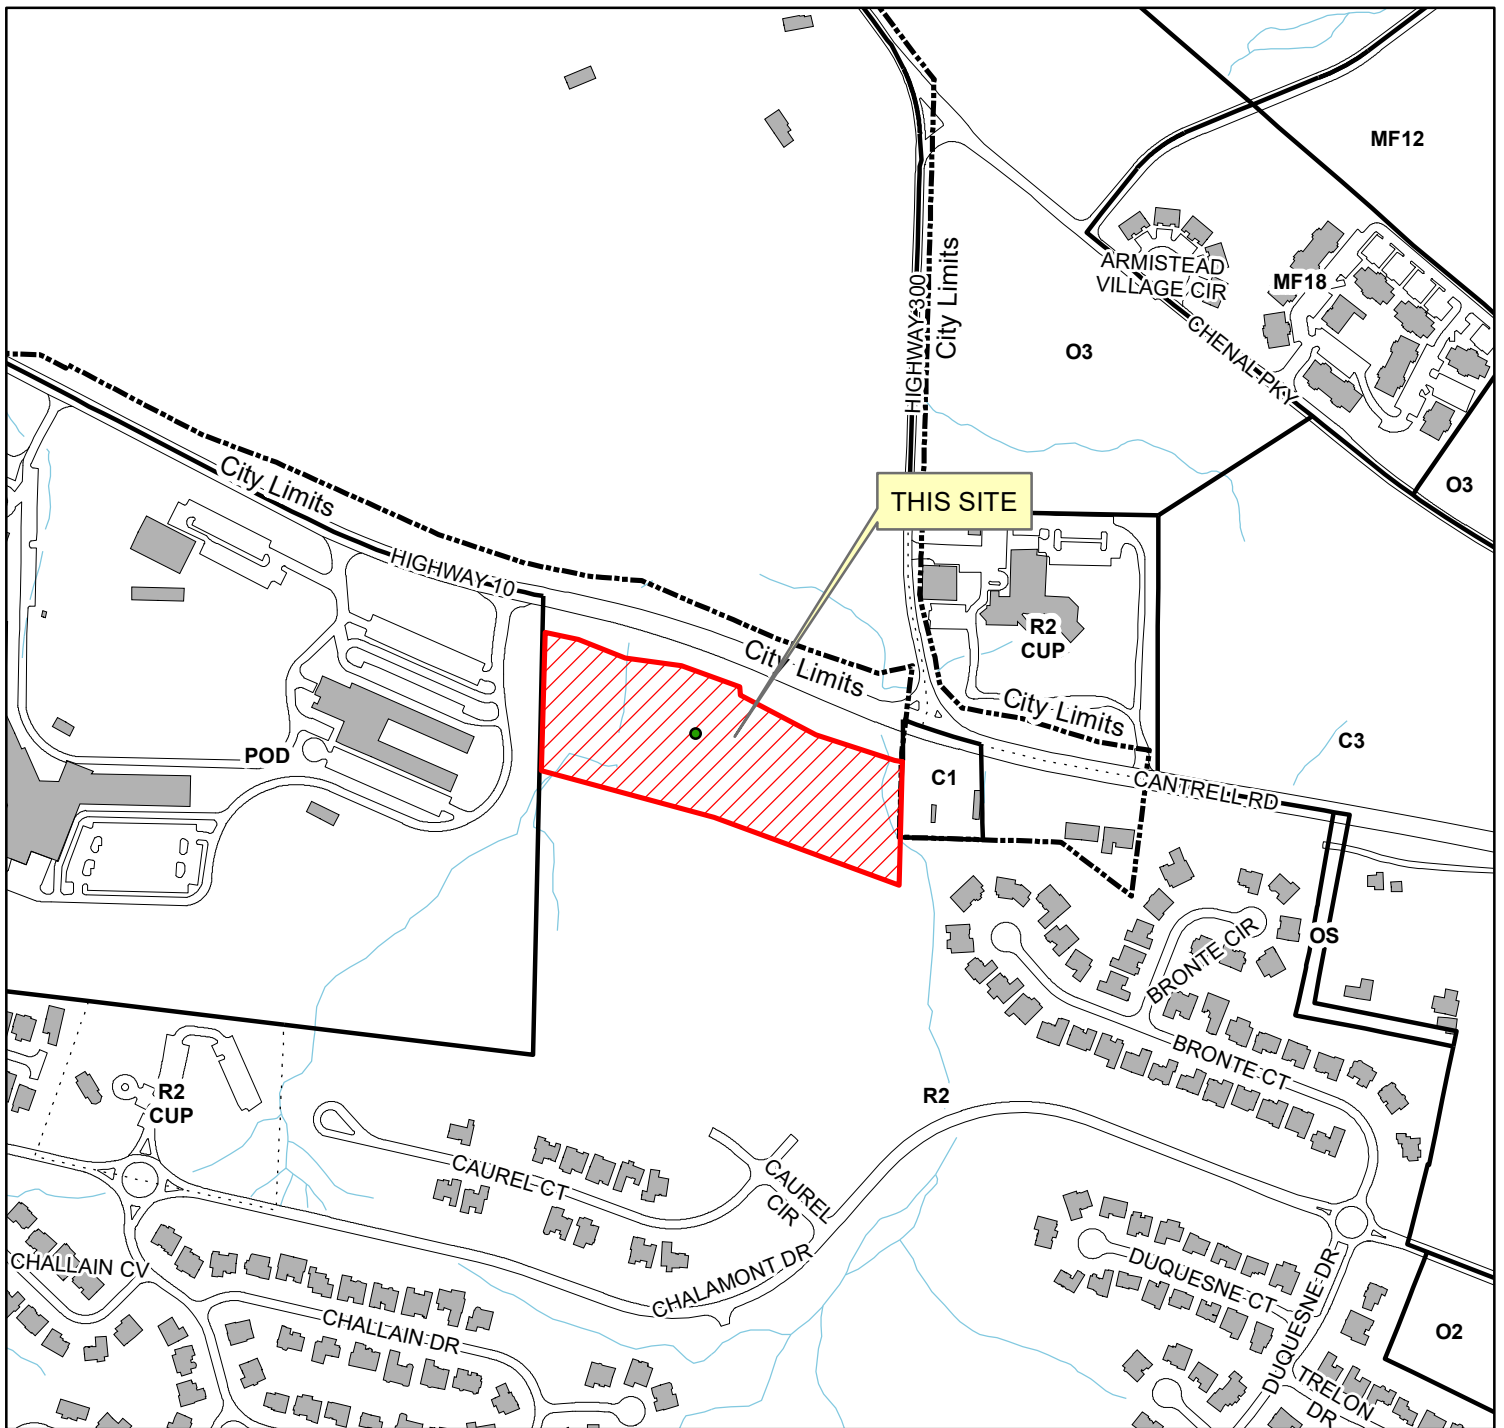 MF12
ARMISTEAD
VILLAGE CIR
MF18
City Limits
HIGHWAY 300
O3
CHENAL PKY
O3
City Limits
THIS SITE
HIGHWAY 10
R2
CUP
City Limits
City Limits
C3
POD
C1
CANTRELL RD
OS
BRONTE CIR
BRONTE CT
R2
CUP
R2
CAUREL CT
CAUREL
CIR
CHALLAIN CV
CHALAMONT DR
DUQUESNE CT
DUQUESNE DR
CHALLAIN DR
O2
TRELON
DR